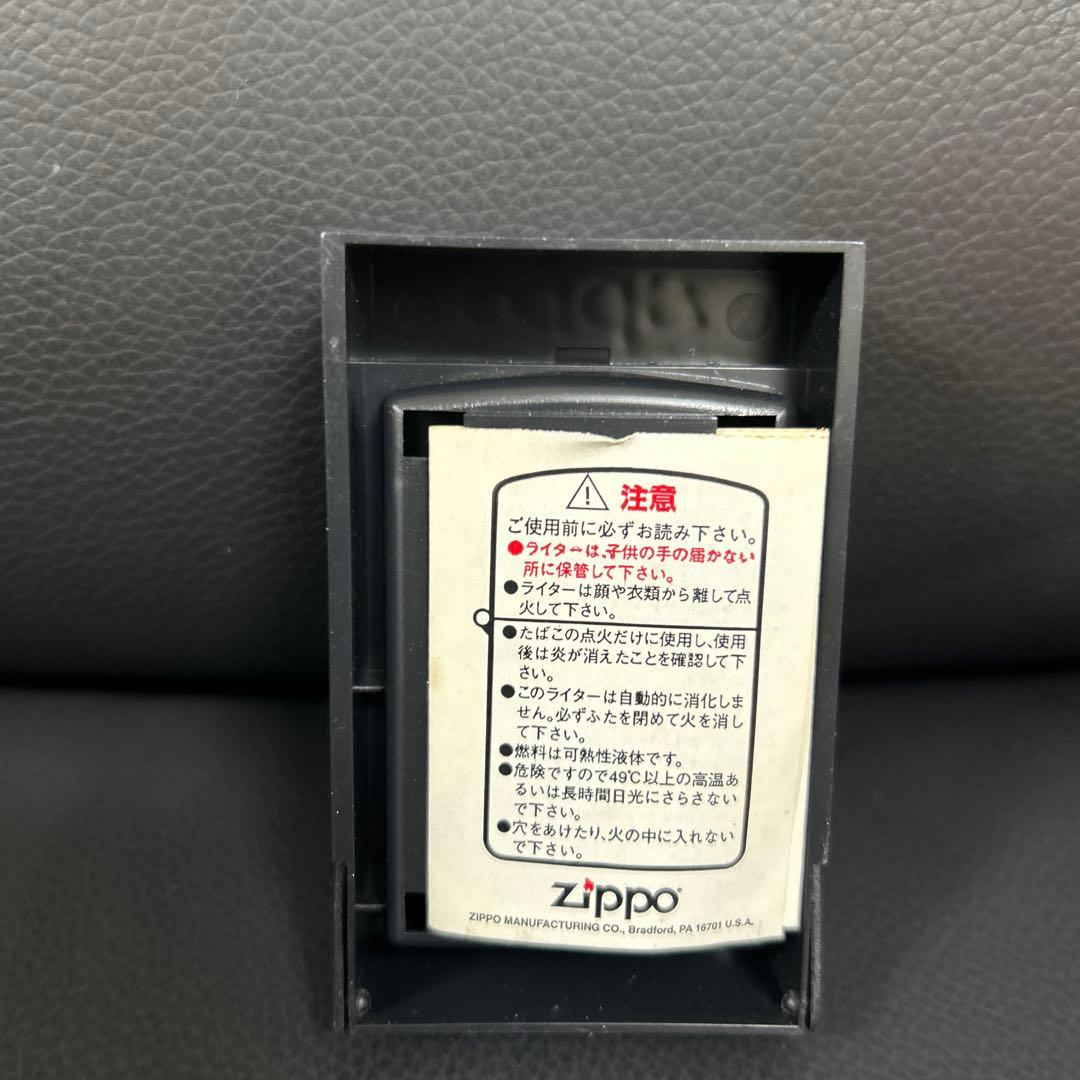 注意
ご使用前に必ずお読み下さい。
●ライターは、子供の手の届かない
所に保管して下さい。
●ライターは顔や衣類から離して点
火して下さい。
●たばこの点火だけに使用し、使用
後は炎が消えたことを確認して下
さい。
●このライターは自動的に消化しま
せん。必ずふたを閉めて火を消し
て下さい。
●燃料は可熱性液体です。
●危険ですので49℃以上の高温あ
るいは長時間日光にさらさない
で下さい。
●穴をあけたり、火の中に入れない
で下さい。
Zippo
ZIPPO MANUFACTURING CO., Bradford, PA 16701 U.S.A.